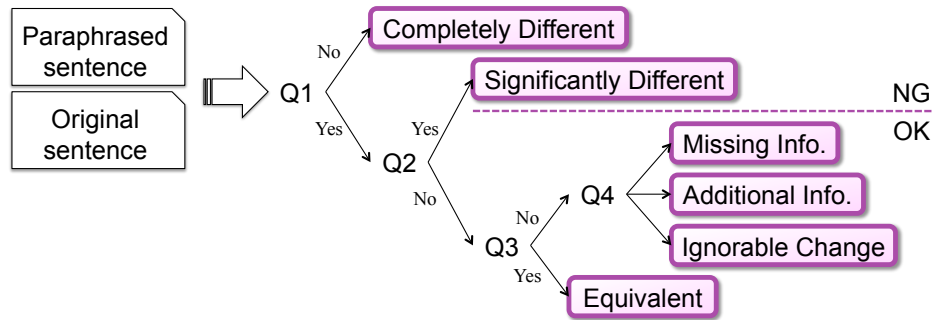 Paraphrased
sentence
Original
sentence
Q1
No
Completely Different
Yes
Q2
Yes
Significantly Different
NG
OK
No
Q3
No
Q4
Missing Info.
Additional Info.
Ignorable Change
Yes
Equivalent